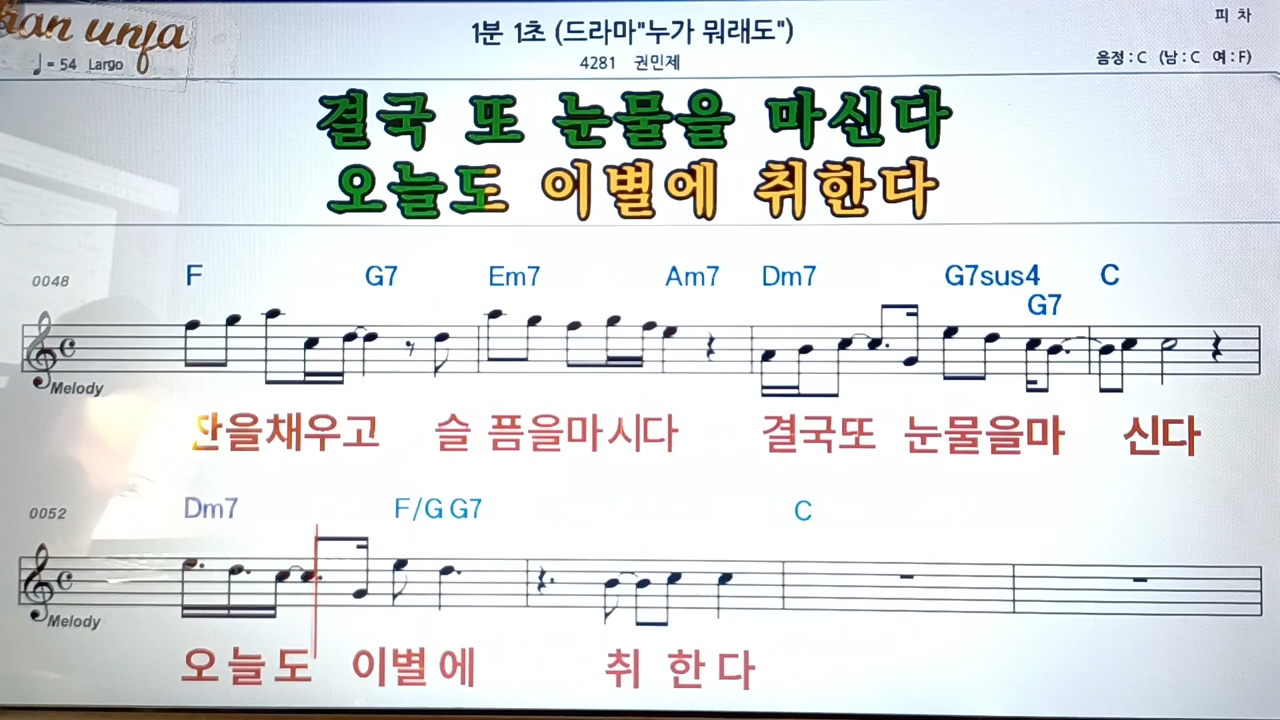 han unfa
1분 1초 (드라마"누가 뭐래도")
피 차
♩= 54 Largo
4281 권민제
음정 : C (남 : C 여 : F)
결국 또 눈물을 마신다
오늘도 이별에 취한다
0048
F G7 Em7 Am7 Dm7 G7sus4 C
G7
Melody
잔을채우고 슬 픔을마시다 결국또 눈물을마 신다
0052
Dm7 F/G G7 C
Melody
오 늘 도 이별 에 취 한 다